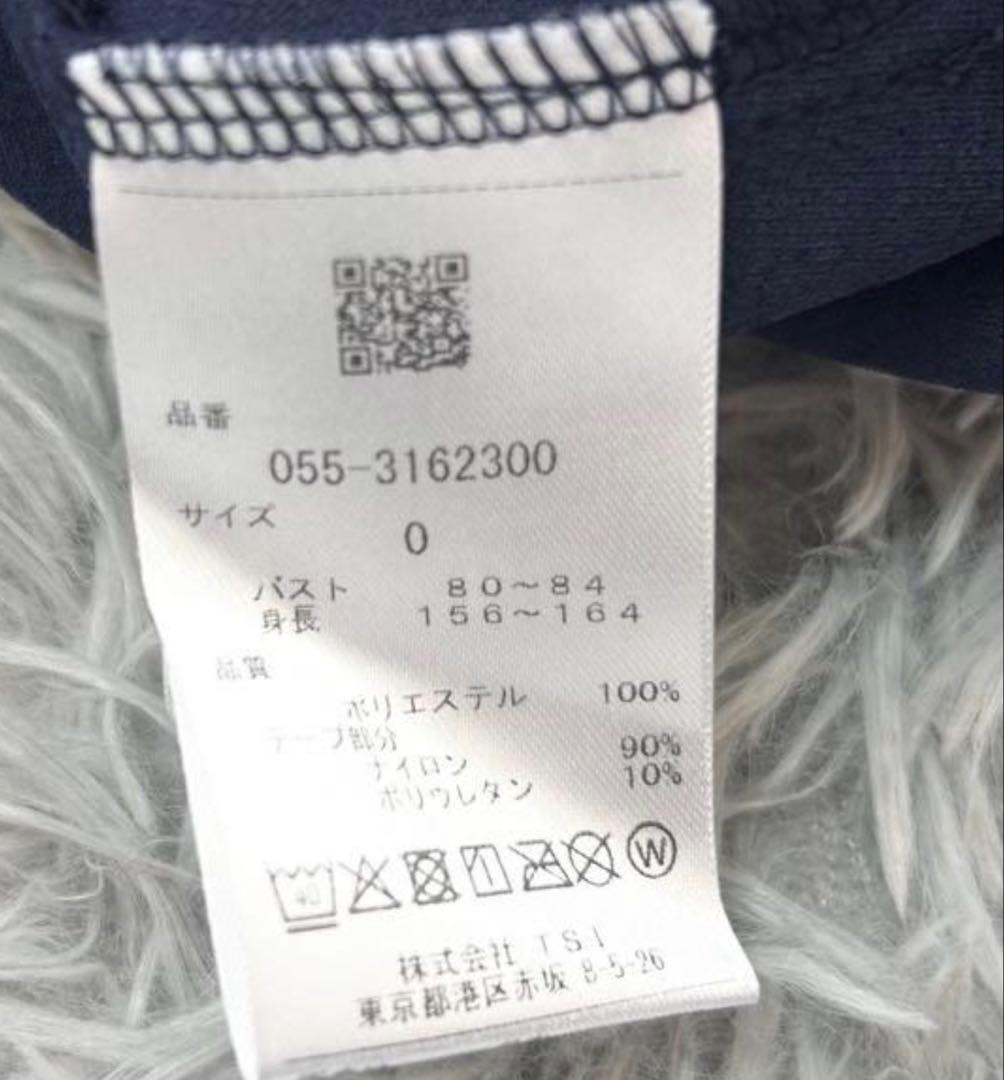 品番
055-3162300
サイズ
0
バスト 80～84
身長 156～164
品質
ポリエステル 100%
テープ部分
ナイロン 90%
ポリウレタン 10%
40
W
株式会社 TSI
東京都港区赤坂 8-5-26